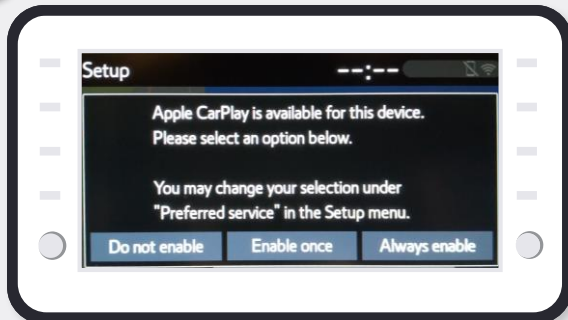 Setup
--:--
Apple CarPlay is available for this device.
Please select an option below.
You may change your selection under
"Preferred service" in the Setup menu.
Do not enable
Enable once
Always enable